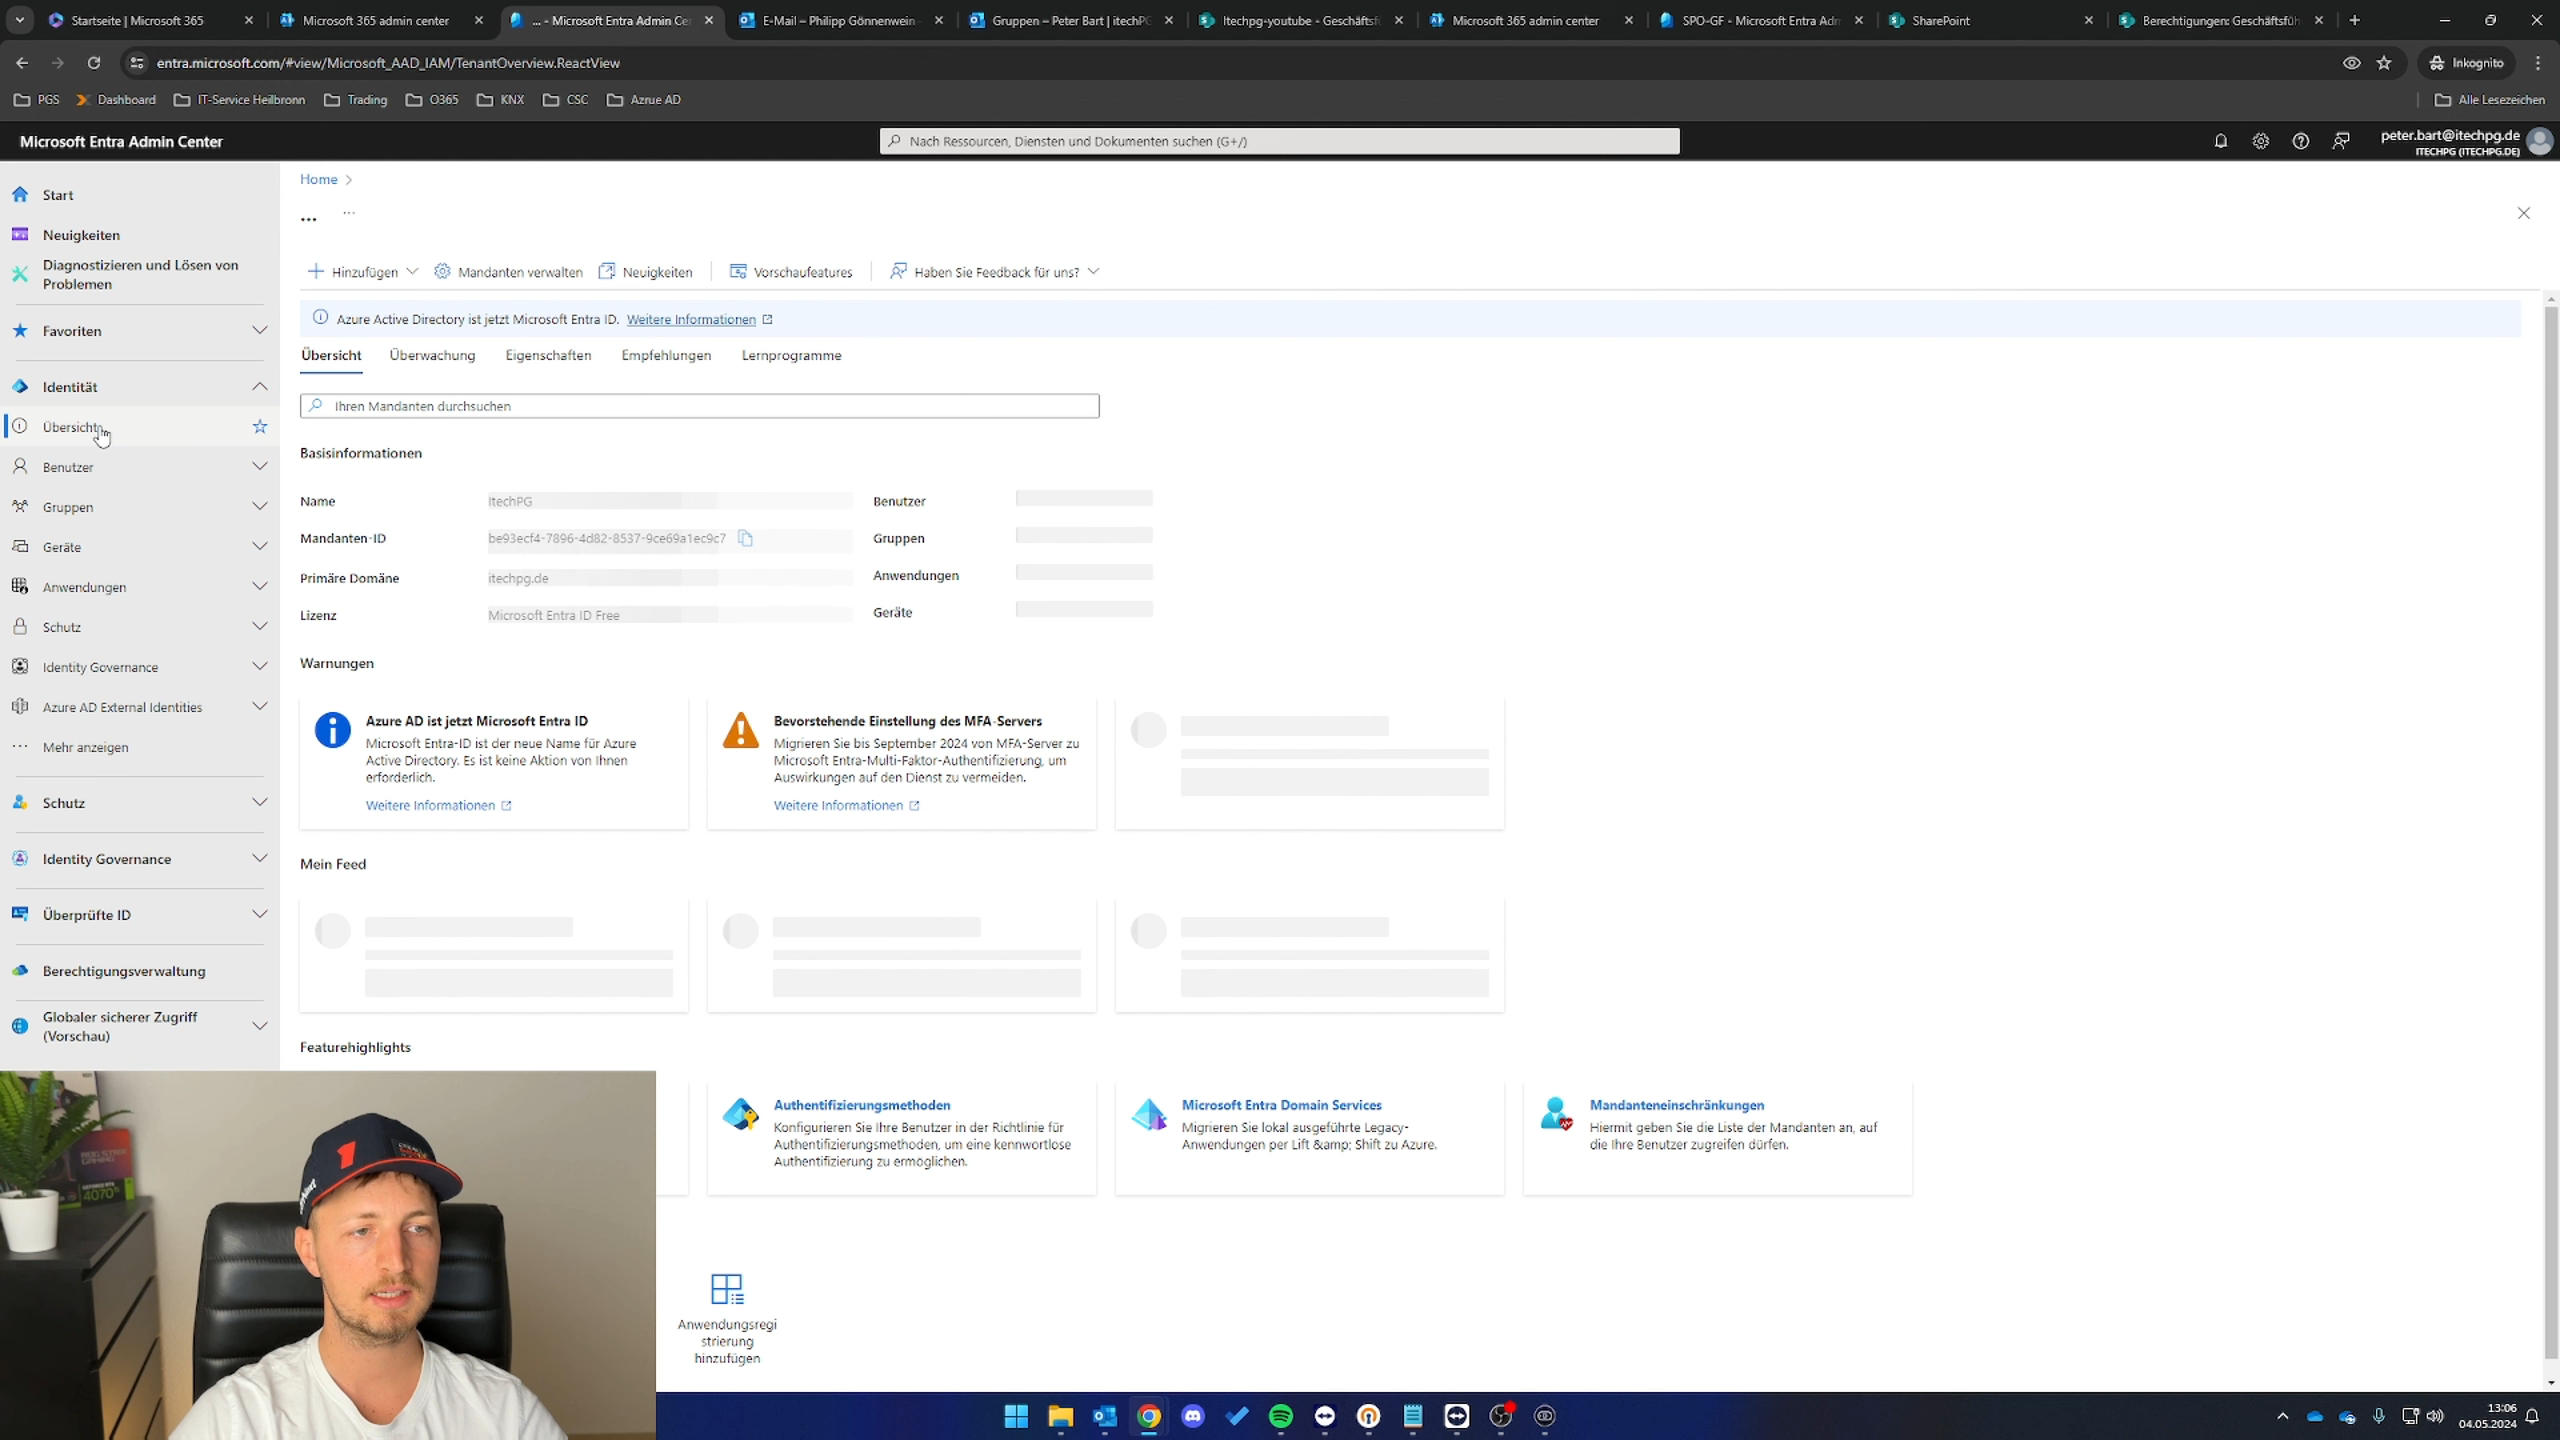 Startseite | Microsoft 365
Microsoft 365 admin center
... - Microsoft Entra Admin Ce
E-Mail – Philipp Gönnenwein -
Gruppen – Peter Bart | itechPG
Itechpg-youtube - Geschäftsf
Microsoft 365 admin center
SPO-GF - Microsoft Entra Adm
SharePoint
Berechtigungen: Geschäftsfüh
entra.microsoft.com/#view/Microsoft_AAD_IAM/TenantOverview.ReactView
Inkognito
PGS
Dashboard
IT-Service Heilbronn
Trading
O365
KNX
CSC
Azrue AD
Alle Lesezeichen
Microsoft Entra Admin Center
Nach Ressourcen, Diensten und Dokumenten suchen (G+/)
peter.bart@itechpg.de
ITECHPG (ITECHPG.DE)
Start
Neuigkeiten
Diagnostizieren und Lösen von
Problemen
Favoriten
Identität
Übersicht
Benutzer
Gruppen
Geräte
Anwendungen
Schutz
Identity Governance
Azure AD External Identities
Mehr anzeigen
Schutz
Identity Governance
Überprüfte ID
Berechtigungsverwaltung
Globaler sicherer Zugriff
(Vorschau)
Home
...
...
Hinzufügen
Mandanten verwalten
Neuigkeiten
Vorschaufeatures
Haben Sie Feedback für uns?
Azure Active Directory ist jetzt Microsoft Entra ID. Weitere Informationen
Übersicht
Überwachung
Eigenschaften
Empfehlungen
Lernprogramme
Ihren Mandanten durchsuchen
Basisinformationen
Name
ItechPG
Benutzer
Mandanten-ID
be93ecf4-7896-4d82-8537-9ce69a1ec9c7
Gruppen
Primäre Domäne
itechpg.de
Anwendungen
Lizenz
Microsoft Entra ID Free
Geräte
Warnungen
Azure AD ist jetzt Microsoft Entra ID
Microsoft Entra-ID ist der neue Name für Azure
Active Directory. Es ist keine Aktion von Ihnen
erforderlich.
Weitere Informationen
Bevorstehende Einstellung des MFA-Servers
Migrieren Sie bis September 2024 von MFA-Server zu
Microsoft Entra-Multi-Faktor-Authentifizierung, um
Auswirkungen auf den Dienst zu vermeiden.
Weitere Informationen
Mein Feed
Featurehighlights
Authentifizierungsmethoden
Konfigurieren Sie Ihre Benutzer in der Richtlinie für
Authentifizierungsmethoden, um eine kennwortlose
Authentifizierung zu ermöglichen.
Microsoft Entra Domain Services
Migrieren Sie lokal ausgeführte Legacy-
Anwendungen per Lift &amp; Shift zu Azure.
Mandanteneinschränkungen
Hiermit geben Sie die Liste der Mandanten an, auf
die Ihre Benutzer zugreifen dürfen.
Anwendungsregi
strierung
hinzufügen
4070
13:06
04.05.2024